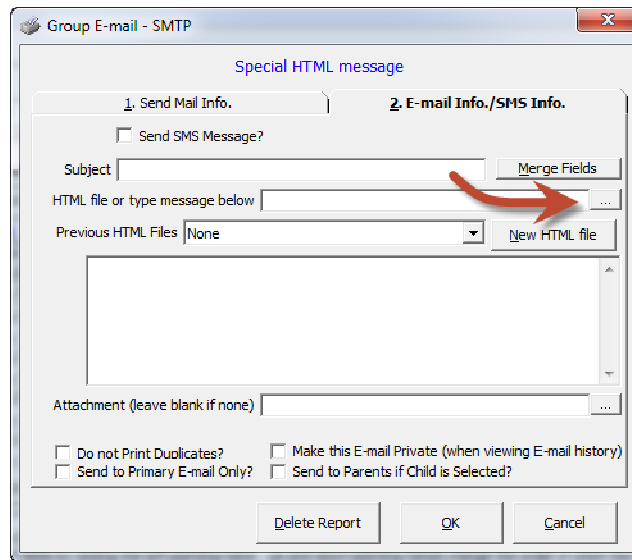 Group E-mail - SMTP
Special HTML message
1. Send Mail Info.
2. E-mail Info./SMS Info.
Send SMS Message?
Subject
Merge Fields
HTML file or type message below
...
Previous HTML Files
None
New HTML file
Attachment (leave blank if none)
...
Do not Print Duplicates?
Make this E-mail Private (when viewing E-mail history)
Send to Primary E-mail Only?
Send to Parents if Child is Selected?
Delete Report
OK
Cancel